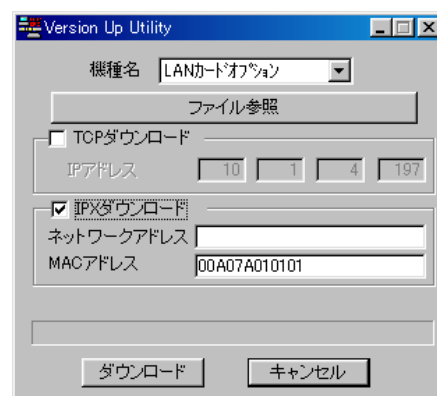 Version Up Utility
機種名 LANｶｰﾄﾞｵﾌﾟｼｮﾝ
ファイル参照
TCPダウンロード
IPアドレス 10 1 4 197
IPXダウンロード
ネットワークアドレス
MACアドレス 00A07A010101
ダウンロード キャンセル